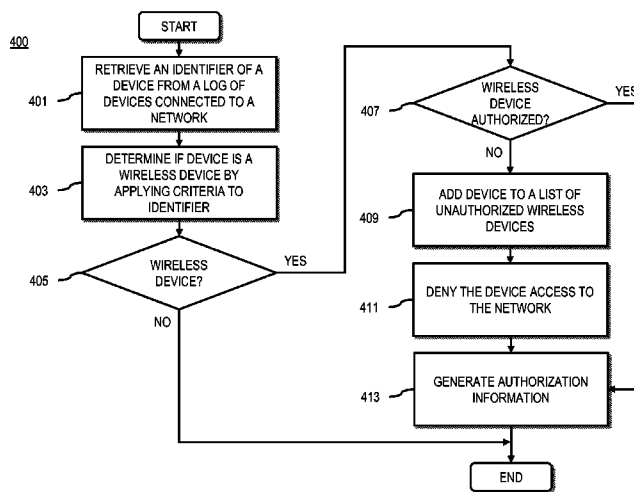 400
START
401
RETRIEVE AN IDENTIFIER OF A
DEVICE FROM A LOG OF
DEVICES CONNECTED TO A
NETWORK
403
DETERMINE IF DEVICE IS A
WIRELESS DEVICE BY
APPLYING CRITERIA TO
IDENTIFIER
405
WIRELESS
DEVICE?
YES
NO
407
WIRELESS
DEVICE
AUTHORIZED?
YES
NO
409
ADD DEVICE TO A LIST OF
UNAUTHORIZED WIRELESS
DEVICES
411
DENY THE DEVICE ACCESS TO
THE NETWORK
413
GENERATE AUTHORIZATION
INFORMATION
END